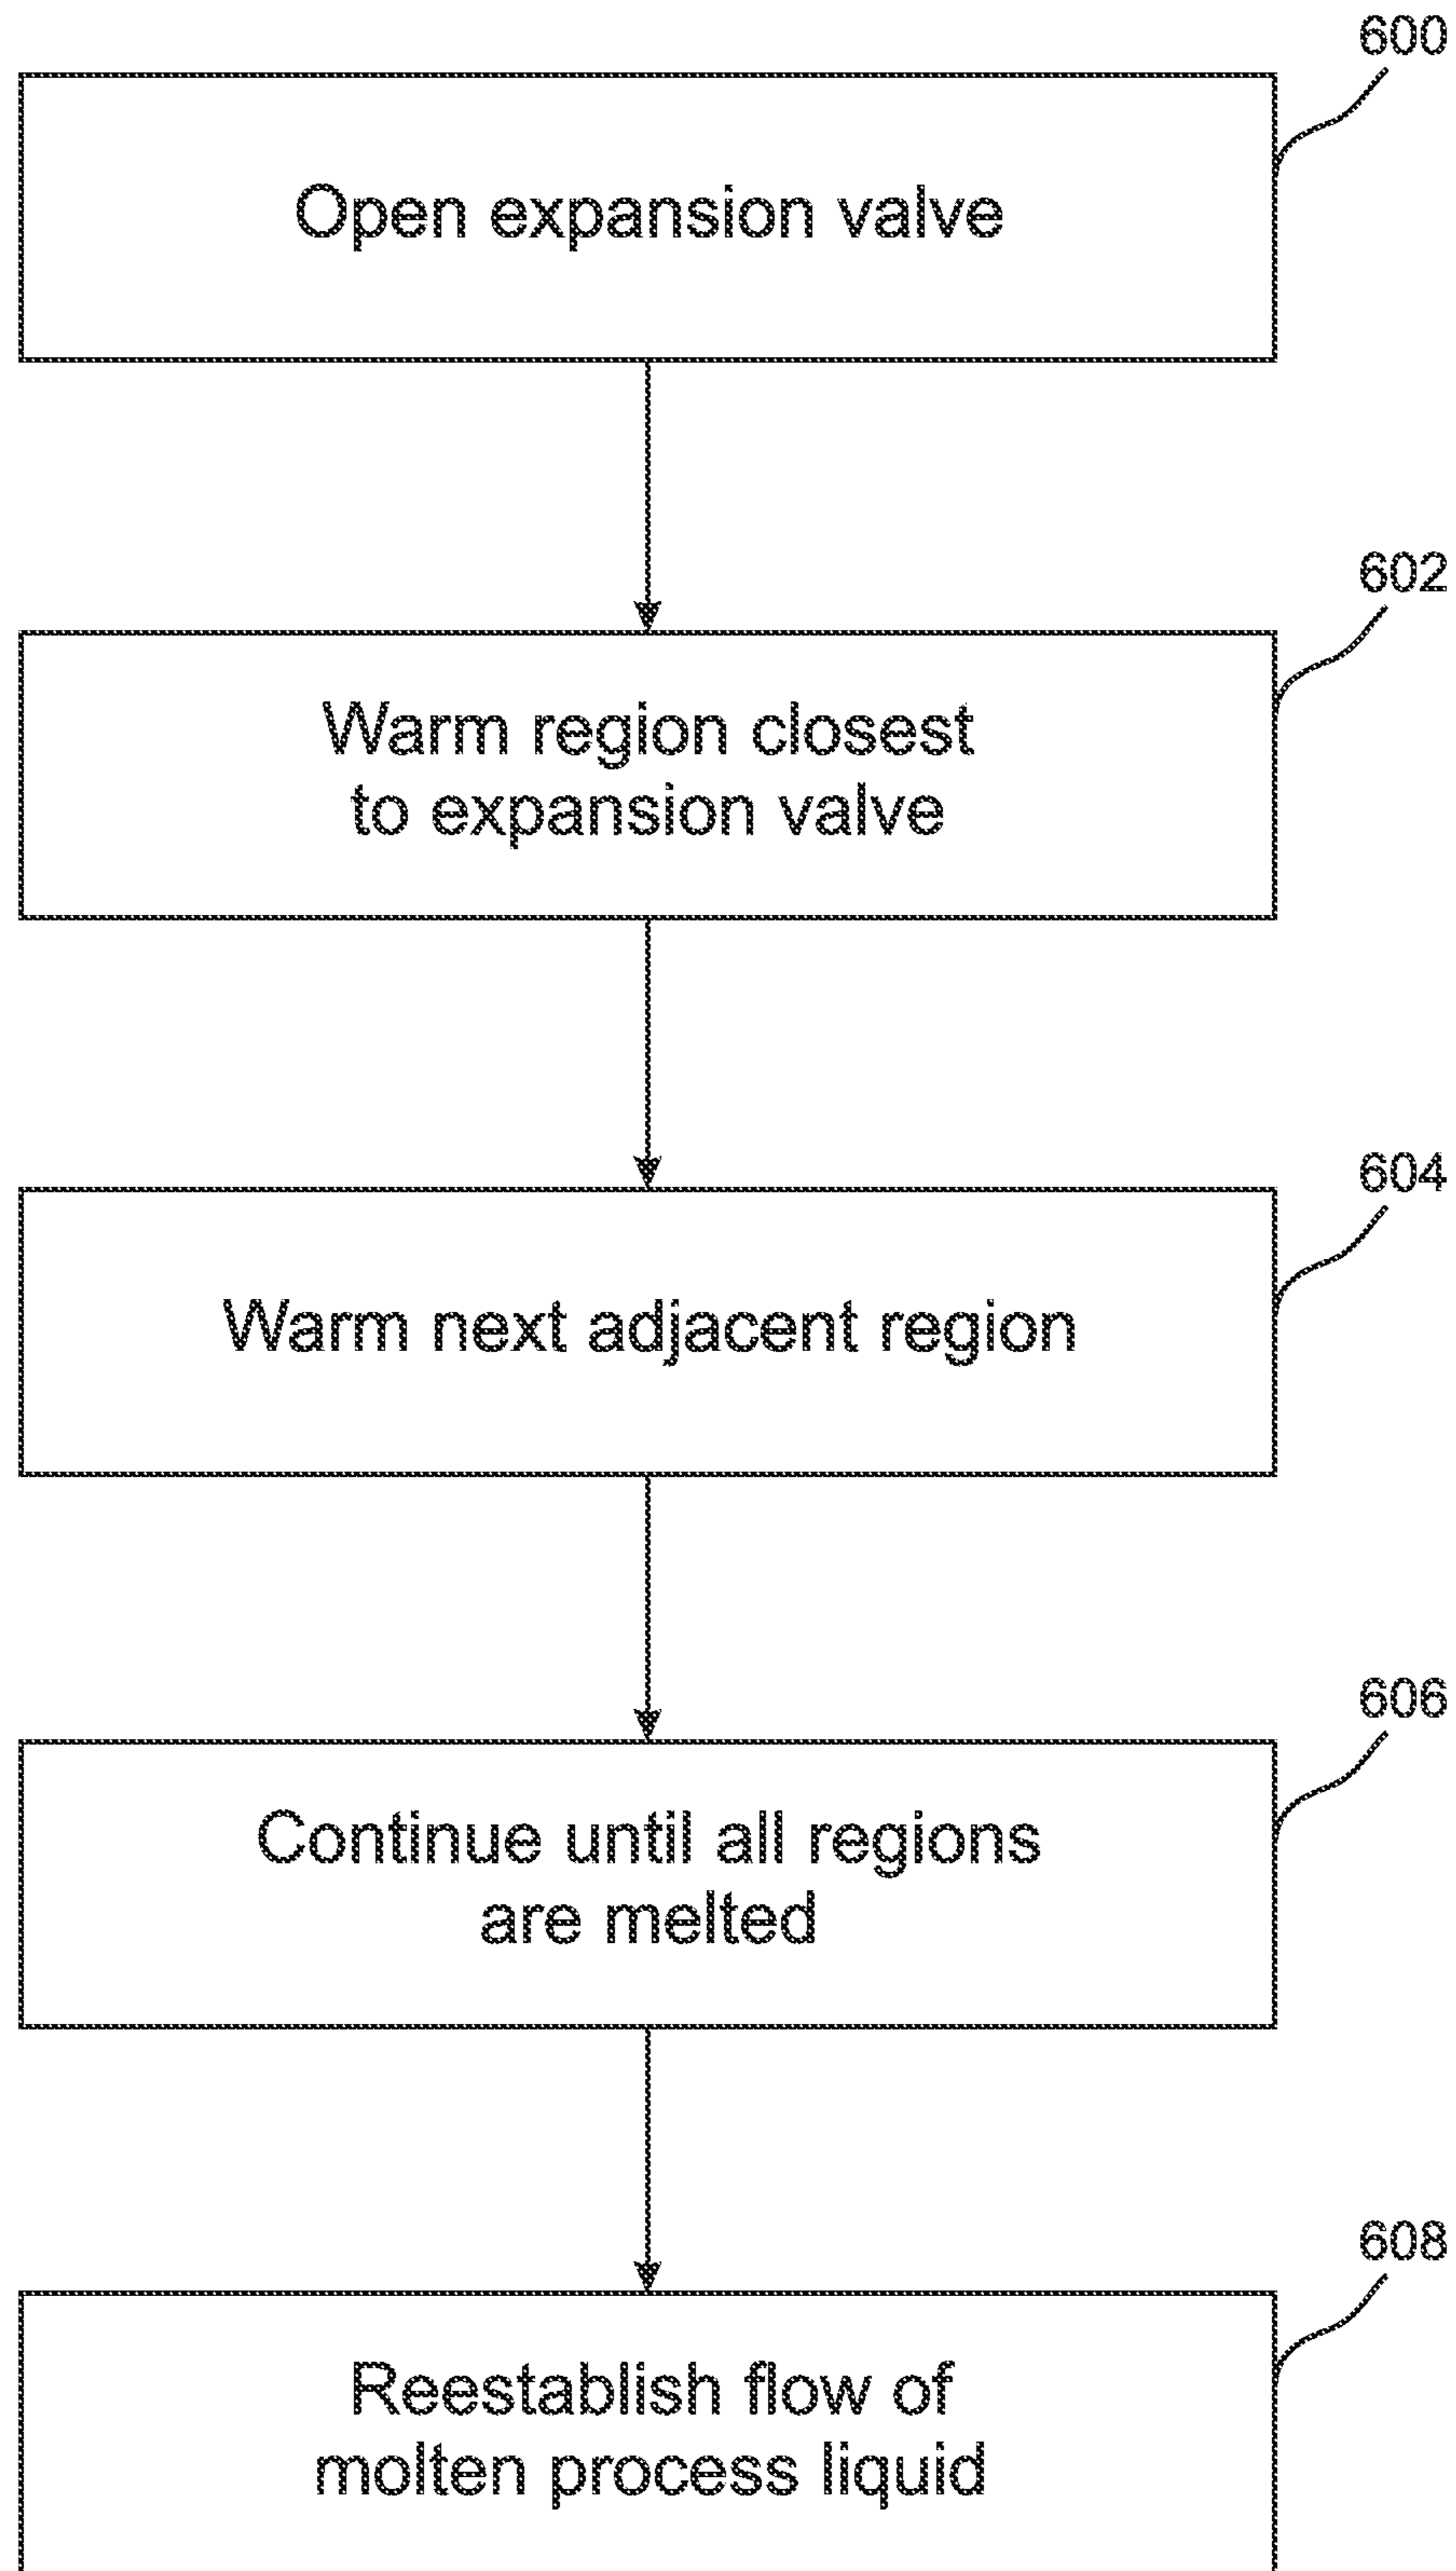 600
Open expansion valve
602
Warm region closest
to expansion valve
604
Warm next adjacent region
606
Continue until all regions
are melted
608
Reestablish flow of
molten process liquid